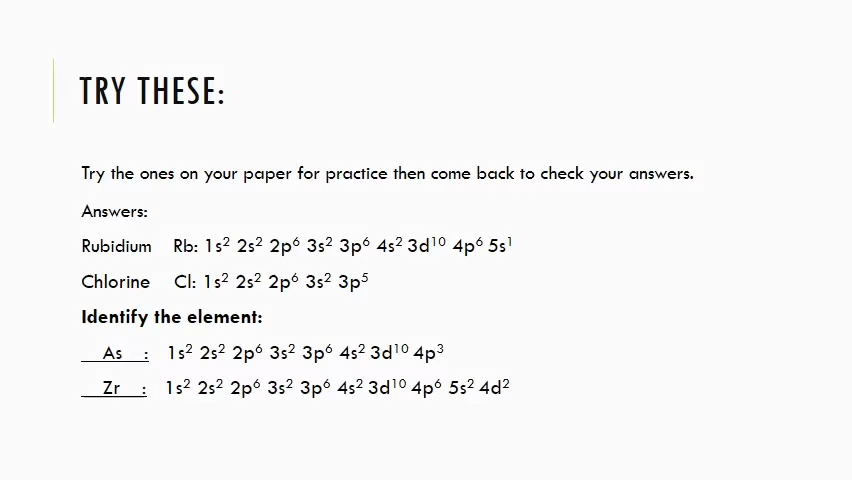 TRY THESE:
Try the ones on your paper for practice then come back to check your answers.
Answers:
Rubidium Rb: 1s² 2s² 2p⁶ 3s² 3p⁶ 4s² 3d¹⁰ 4p⁶ 5s¹
Chlorine Cl: 1s² 2s² 2p⁶ 3s² 3p⁵
Identify the element:
As : 1s² 2s² 2p⁶ 3s² 3p⁶ 4s² 3d¹⁰ 4p³
Zr : 1s² 2s² 2p⁶ 3s² 3p⁶ 4s² 3d¹⁰ 4p⁶ 5s² 4d²